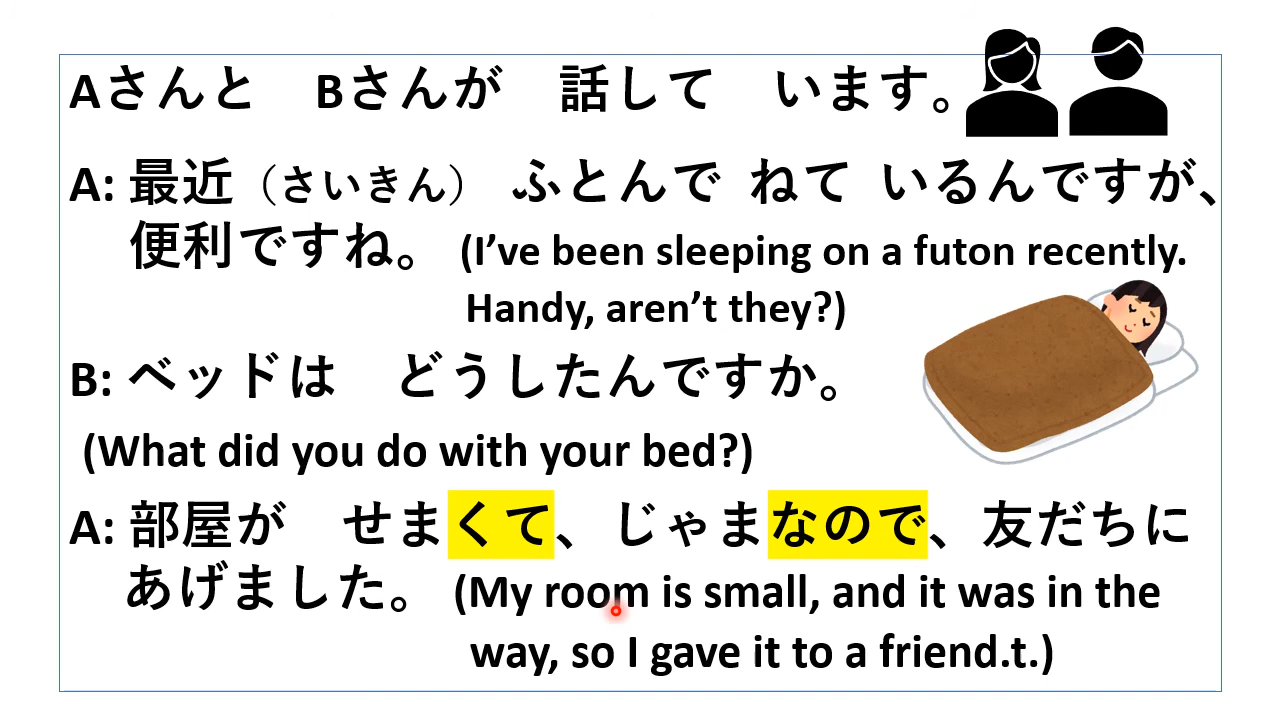 Aさんと　Bさんが　話して　います。
A: 最近（さいきん）　ふとんで ねて いるんですが、
便利ですね。 (I’ve been sleeping on a futon recently.
Handy, aren’t they?)
B: ベッドは　どうしたんですか。
(What did you do with your bed?)
A: 部屋が　せまくて、じゃまなので、友だちに
あげました。 (My room is small, and it was in the
way, so I gave it to a friend.t.)